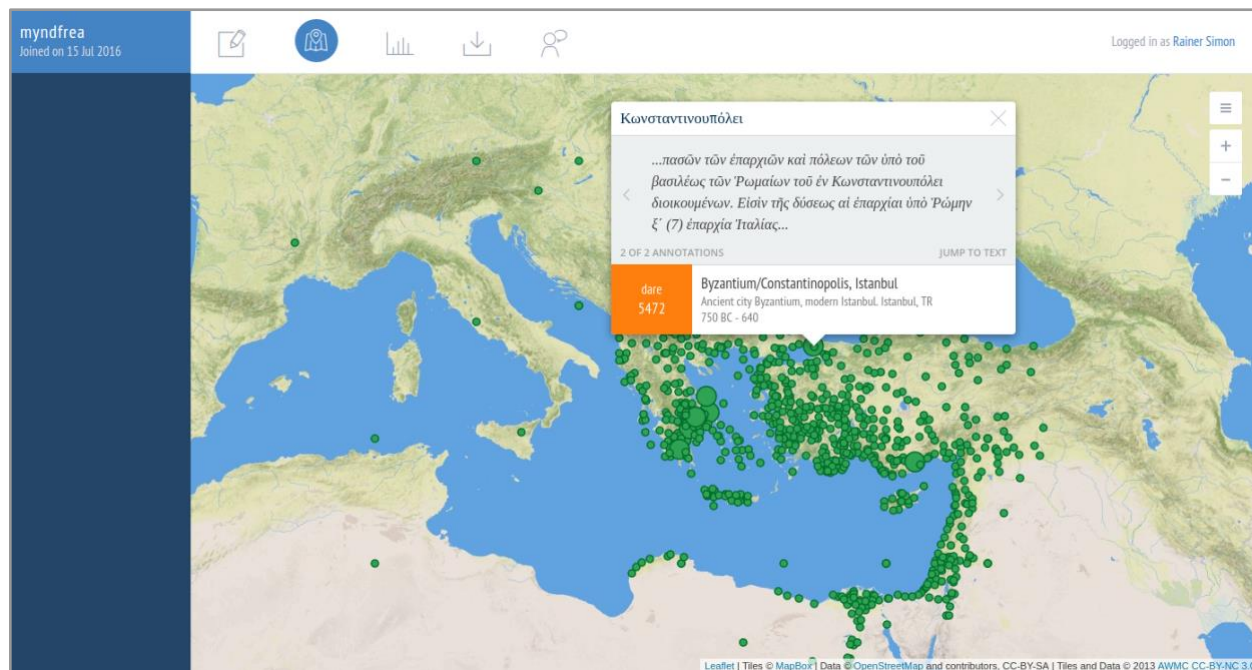 myndfrea
Joined on 15 Jul 2016
Logged in as Rainer Simon
Κωνσταντινουπόλει
...πασῶν τῶν ἐπαρχιῶν καὶ πόλεων τῶν ὑπὸ τοῦ
βασιλέως τῶν Ῥωμαίων τοῦ ἐν Κωνσταντινουπόλει
διοικουμένων. Εἰσὶν τῆς δύσεως αἱ ἐπαρχίαι ὑπὸ Ῥώμην
ξ΄ (7) ἐπαρχία Ἰταλίας...
2 OF 2 ANNOTATIONS
JUMP TO TEXT
dare
5472
Byzantium/Constantinopolis, Istanbul
Ancient city Byzantium, modern Istanbul. Istanbul, TR
750 BC - 640
Leaflet | Tiles © MapBox | Data © OpenStreetMap and contributors, CC-BY-SA | Tiles and Data © 2013 AWMC CC-BY-NC 3.0